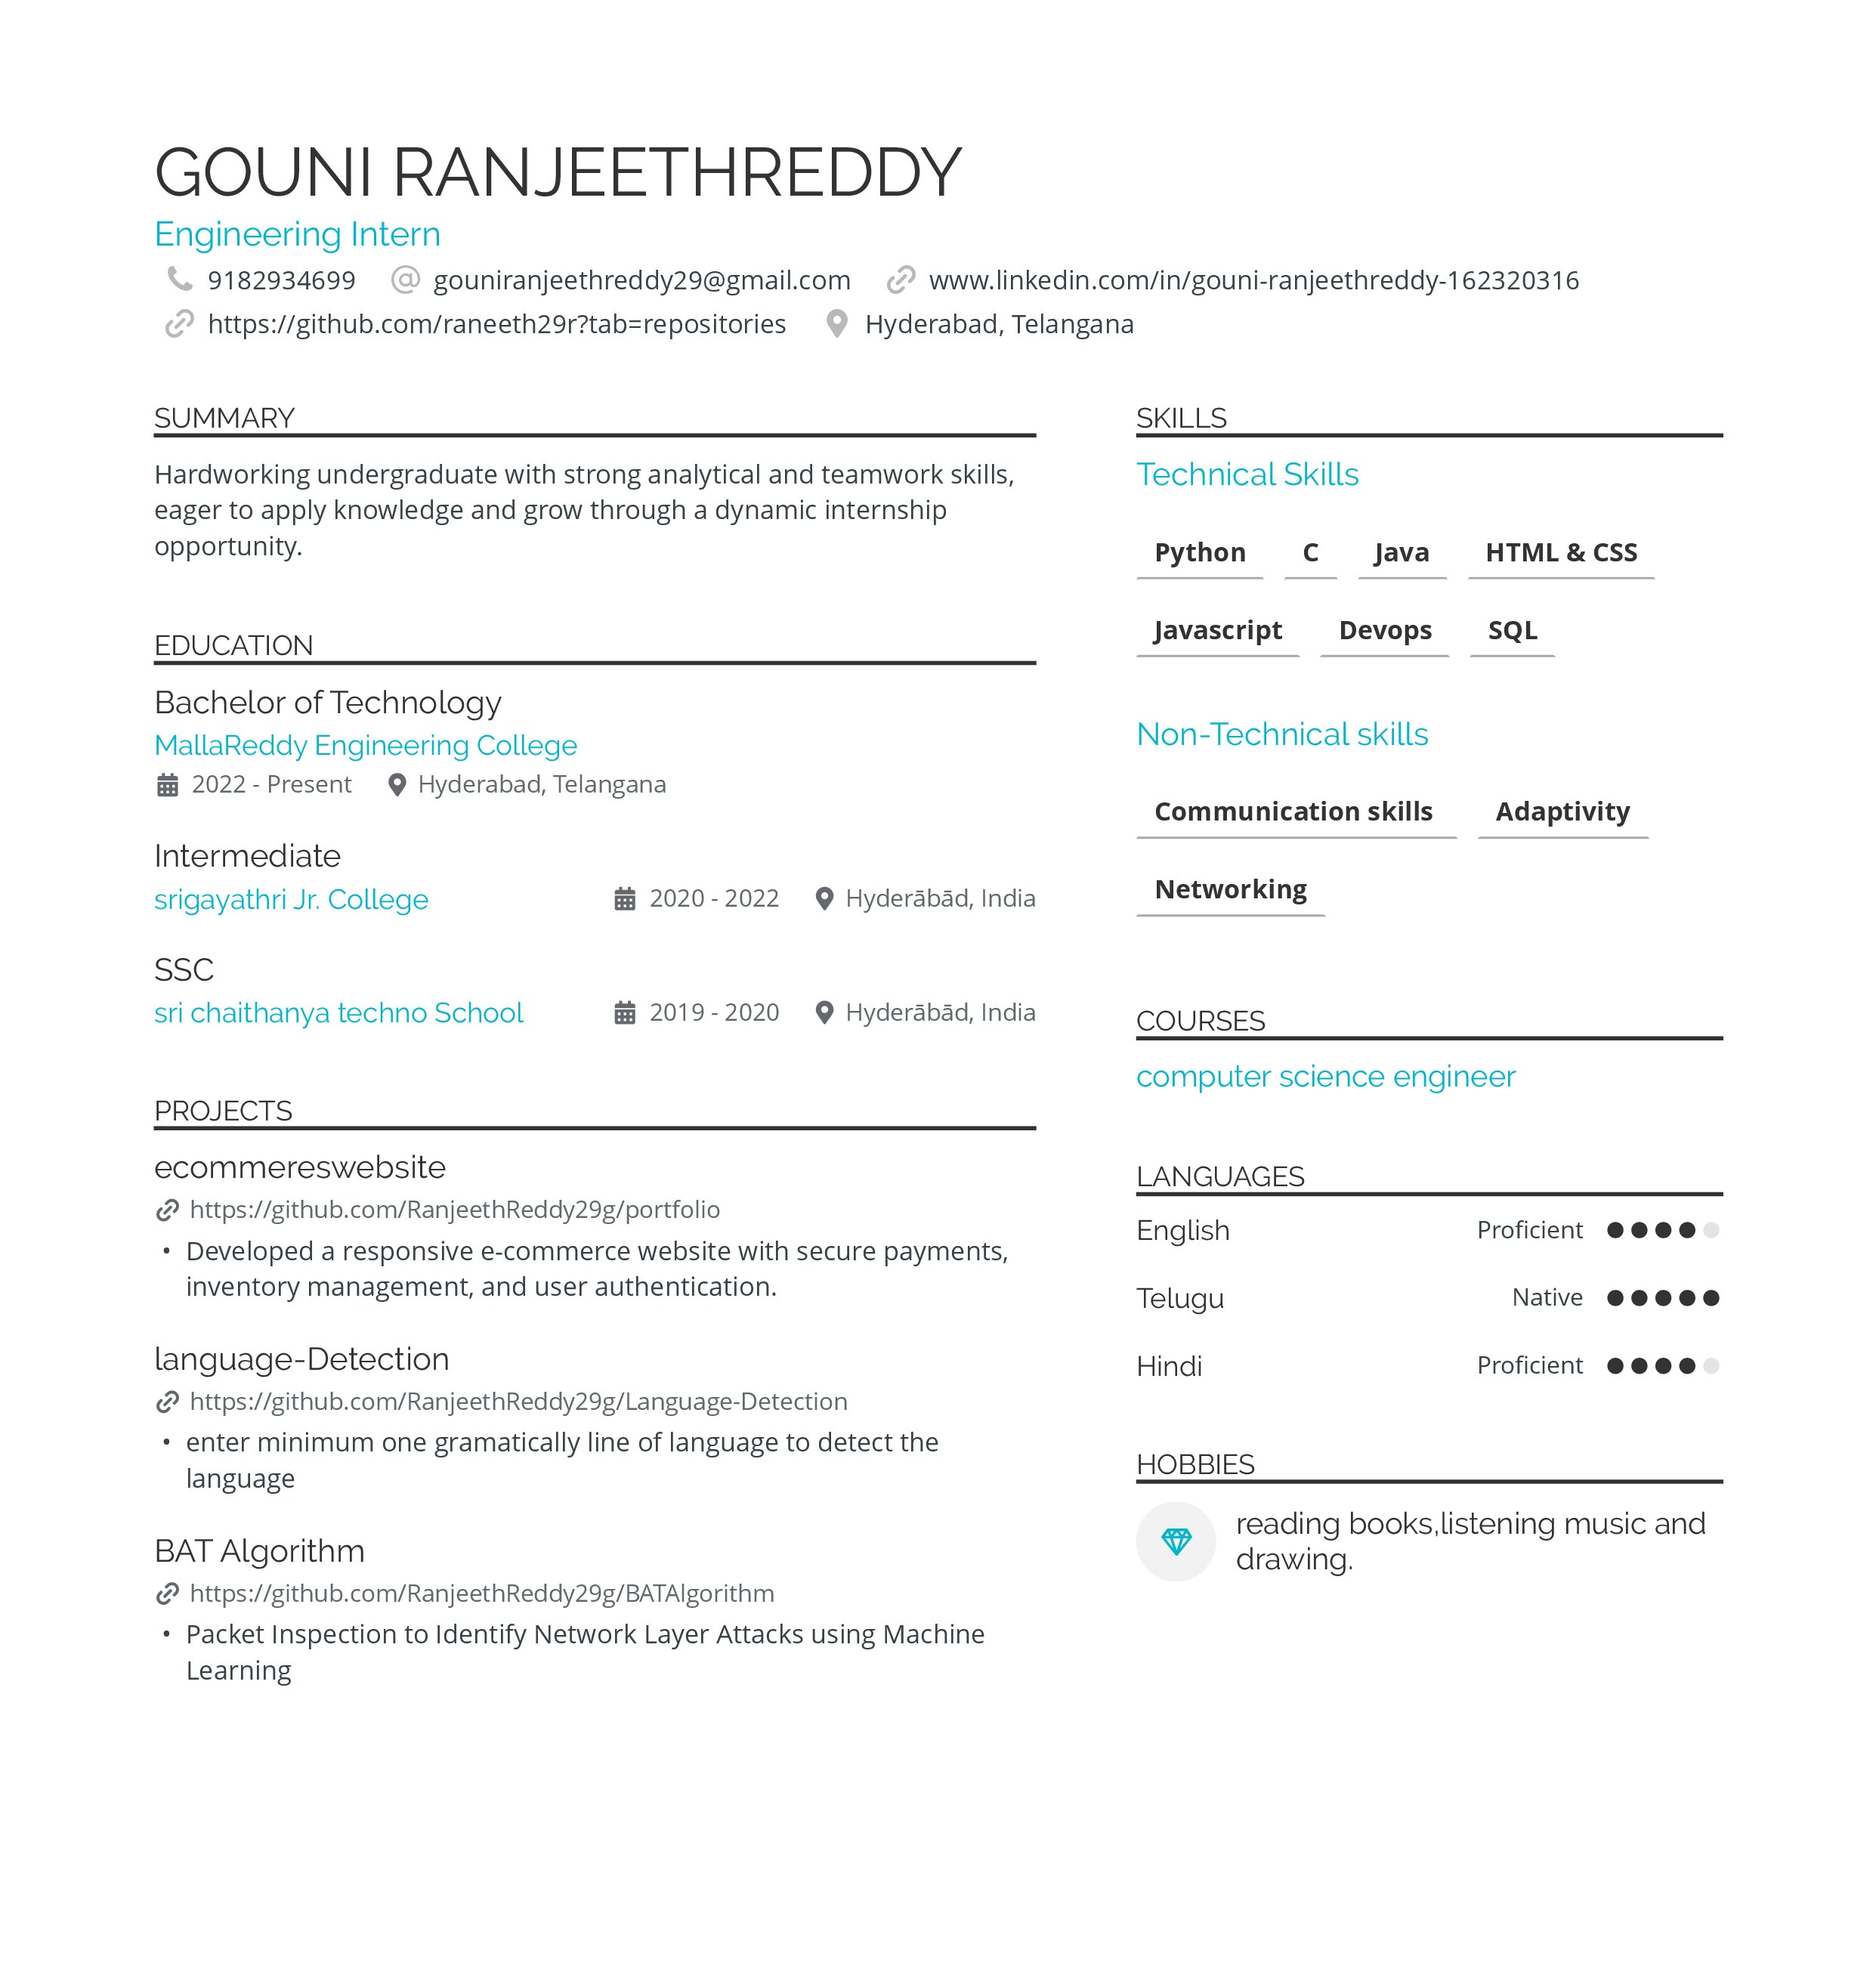 GOUNI RANJEETHREDDY
Engineering Intern
9182934699 gouniranjeethreddy29@gmail.com www.linkedin.com/in/gouni-ranjeethreddy-162320316
https://github.com/raneeth29r?tab=repositories Hyderabad, Telangana
SUMMARY
Hardworking undergraduate with strong analytical and teamwork skills,
eager to apply knowledge and grow through a dynamic internship
opportunity.
EDUCATION
Bachelor of Technology
MallaReddy Engineering College
2022 - Present Hyderabad, Telangana
Intermediate
srigayathri Jr. College 2020 - 2022 Hyderābād, India
SSC
sri chaithanya techno School 2019 - 2020 Hyderābād, India
PROJECTS
ecommereswebsite
https://github.com/RanjeethReddy29g/portfolio
• Developed a responsive e-commerce website with secure payments,
inventory management, and user authentication.
language-Detection
https://github.com/RanjeethReddy29g/Language-Detection
• enter minimum one gramatically line of language to detect the
language
BAT Algorithm
https://github.com/RanjeethReddy29g/BATAlgorithm
• Packet Inspection to Identify Network Layer Attacks using Machine
Learning
SKILLS
Technical Skills
Python C Java HTML & CSS
Javascript Devops SQL
Non-Technical skills
Communication skills Adaptivity
Networking
COURSES
computer science engineer
LANGUAGES
English Proficient
Telugu Native
Hindi Proficient
HOBBIES
reading books,listening music and
drawing.